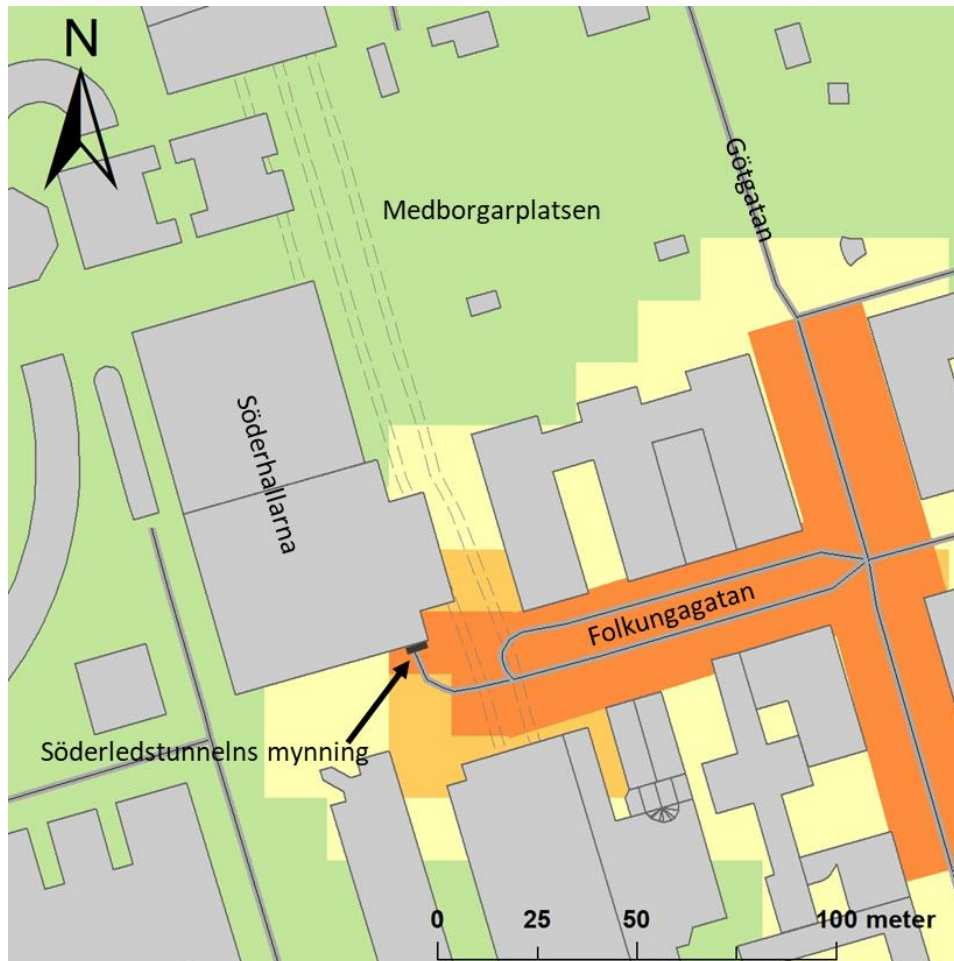 N
Götgatan
Medborgarplatsen
Söderhallarna
Folkungagatan
Söderledstunnelns mynning
0 25 50 100 meter